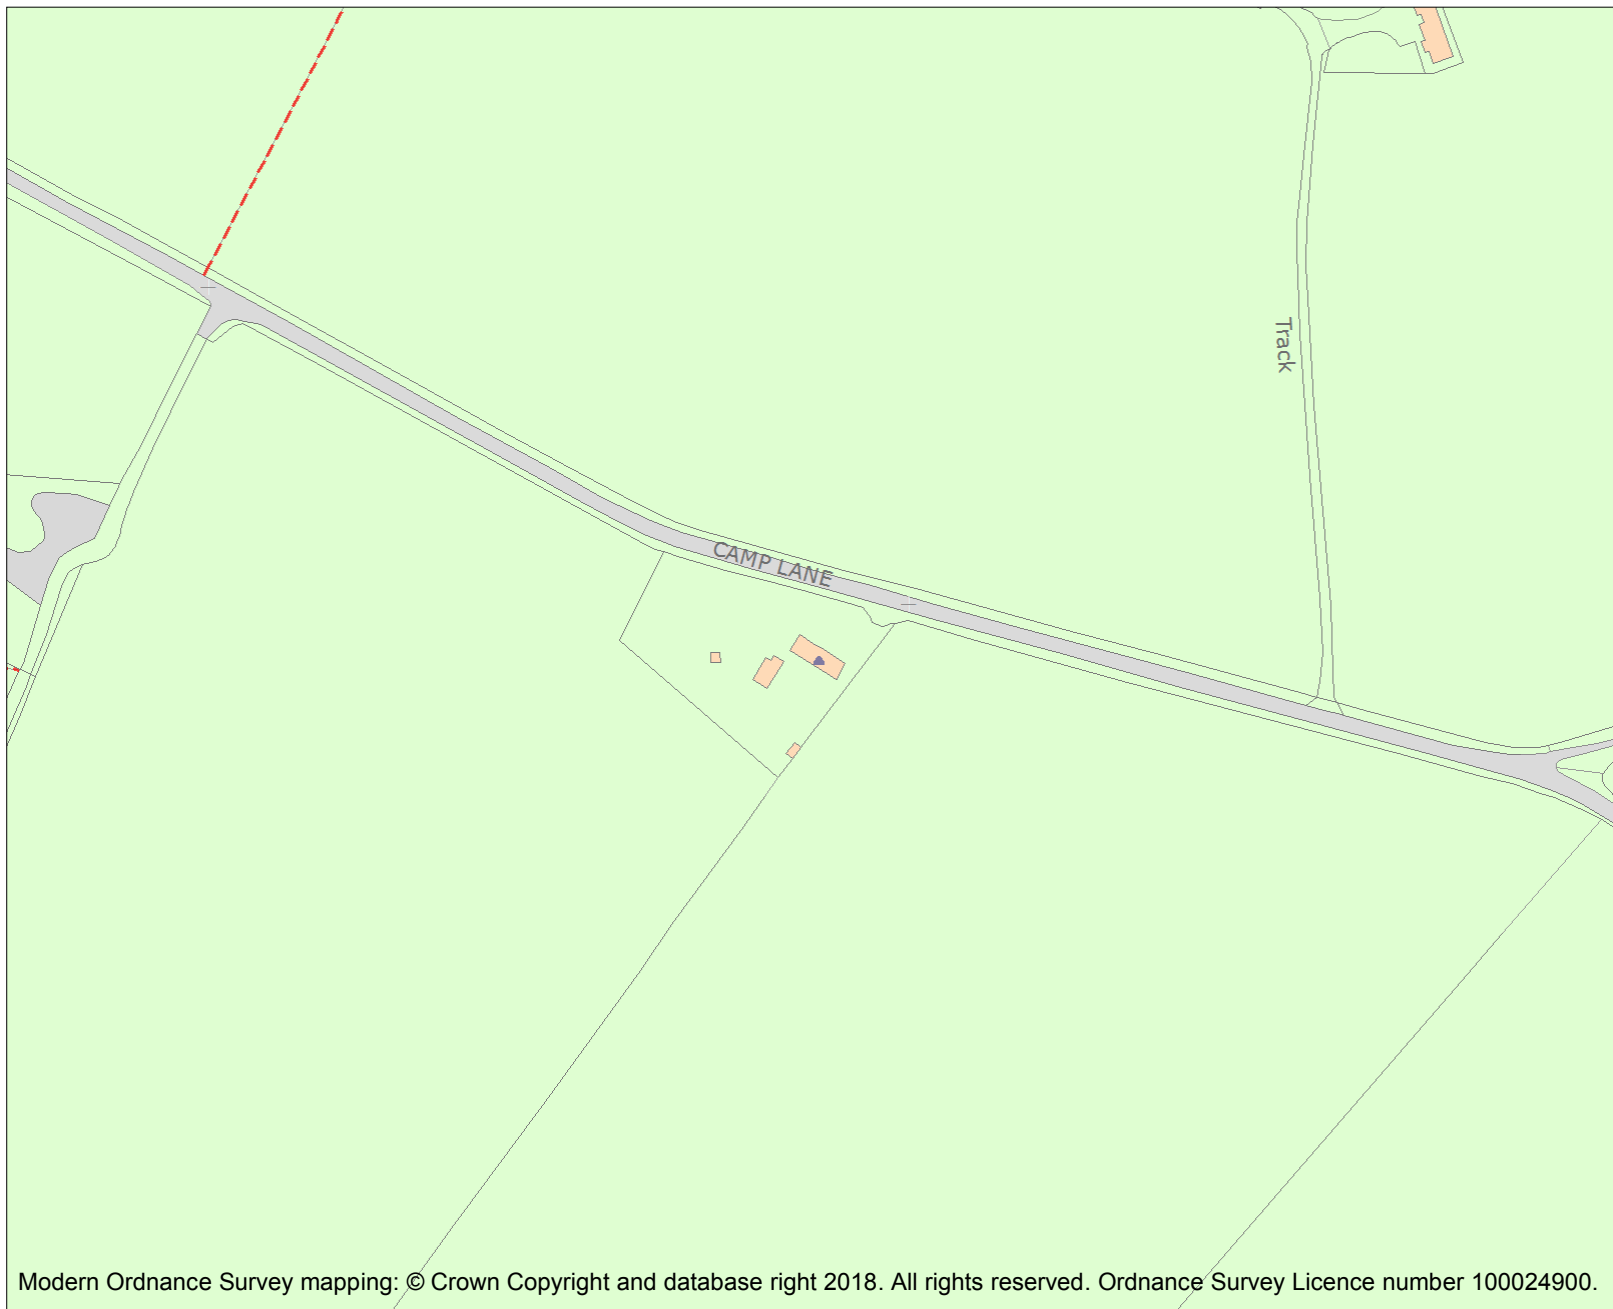 Track
CAMP LANE
Modern Ordnance Survey mapping: © Crown Copyright and database right 2018. All rights reserved. Ordnance Survey Licence number 100024900.